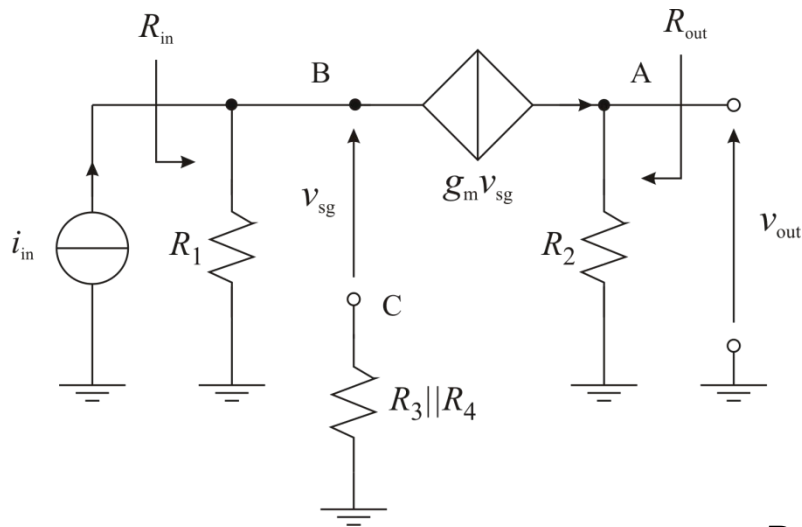 R_in
R_out
B
A
v_sg
g_m v_sg
i_in
R_1
R_2
v_out
C
R_3||R_4